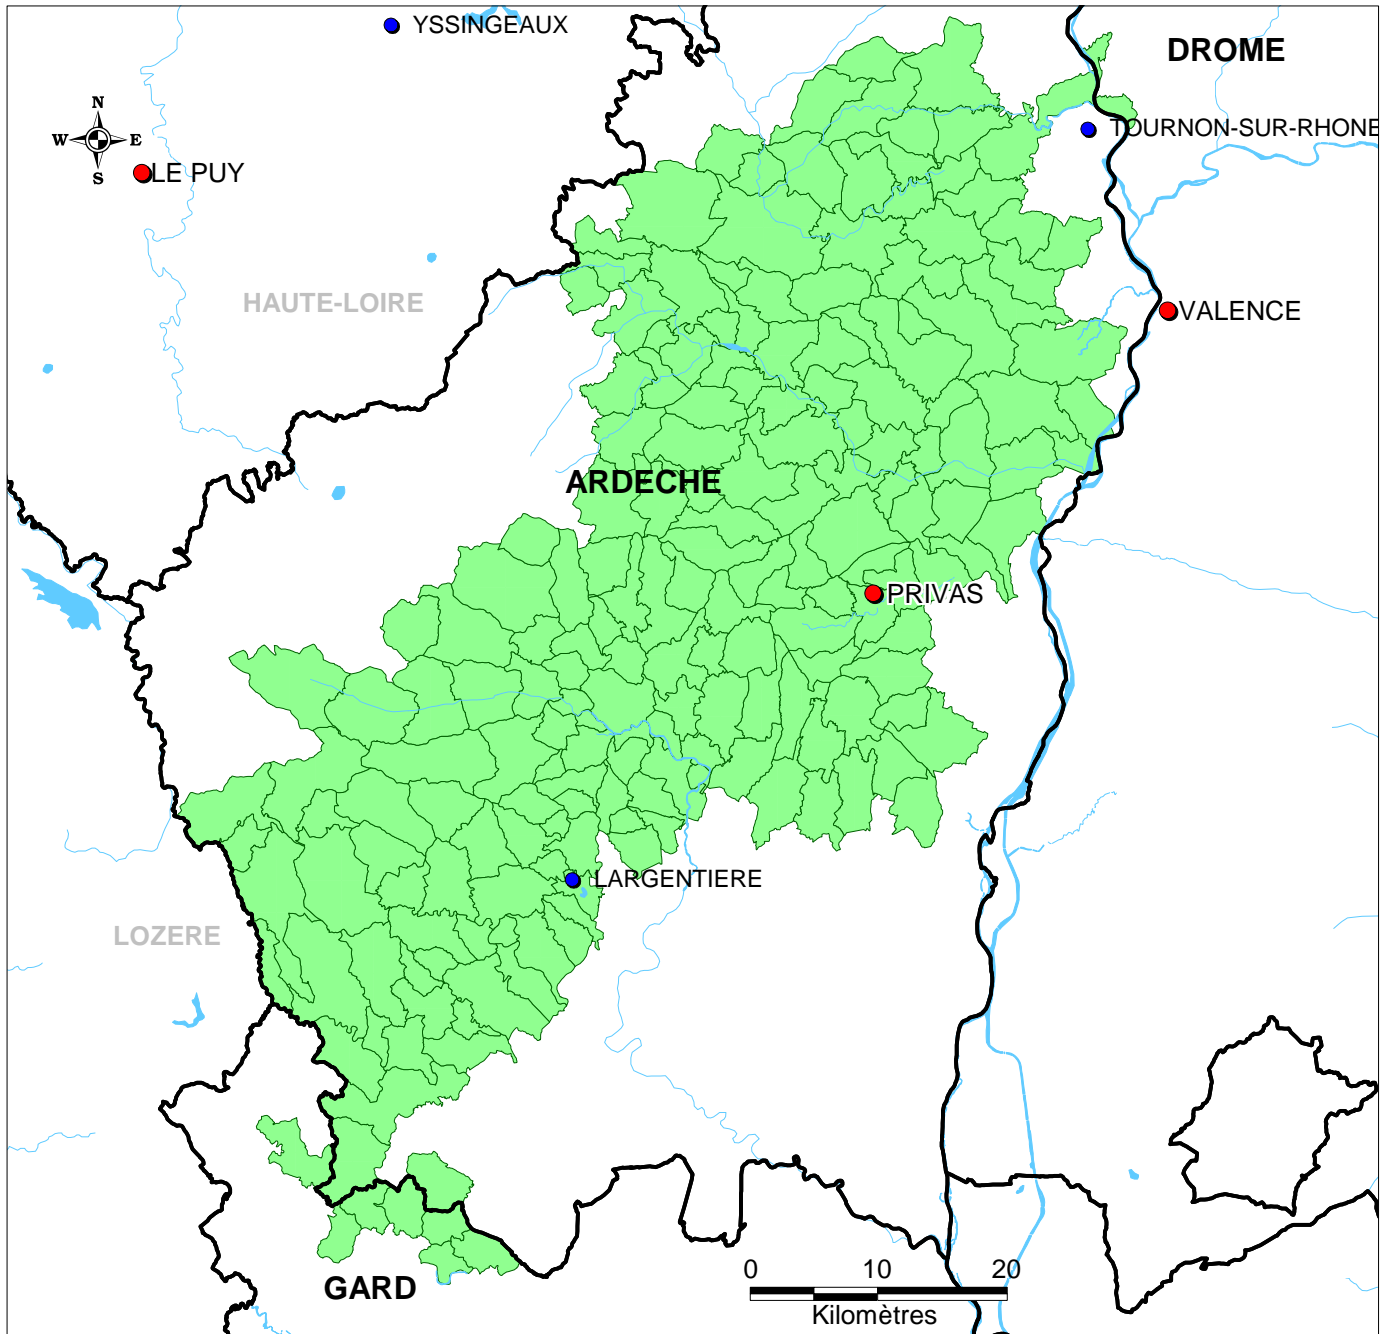 YSSINGEAUX
DROME
N
W E
S
TOURNON-SUR-RHONE
LE PUY
HAUTE-LOIRE
VALENCE
ARDECHE
PRIVAS
LARGENTIERE
LOZERE
0 10 20
GARD
Kilomètres